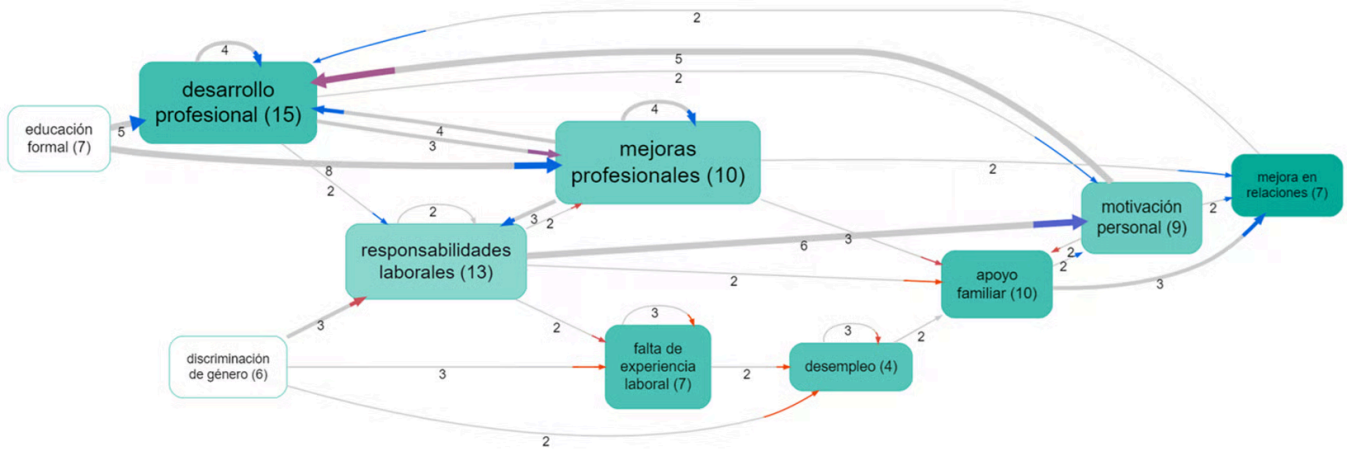 2
4
desarrollo
profesional (15)
5
2
educación
formal (7)
5
4
3
4
mejoras
profesionales (10)
8
2
2
mejora en
relaciones (7)
2
3
2
responsabilidades
laborales (13)
6
3
motivación
personal (9)
2
2
2
apoyo
familiar (10)
2
3
3
2
3
3
2
discriminación
de género (6)
falta de
experiencia
laboral (7)
3
2
desempleo (4)
2